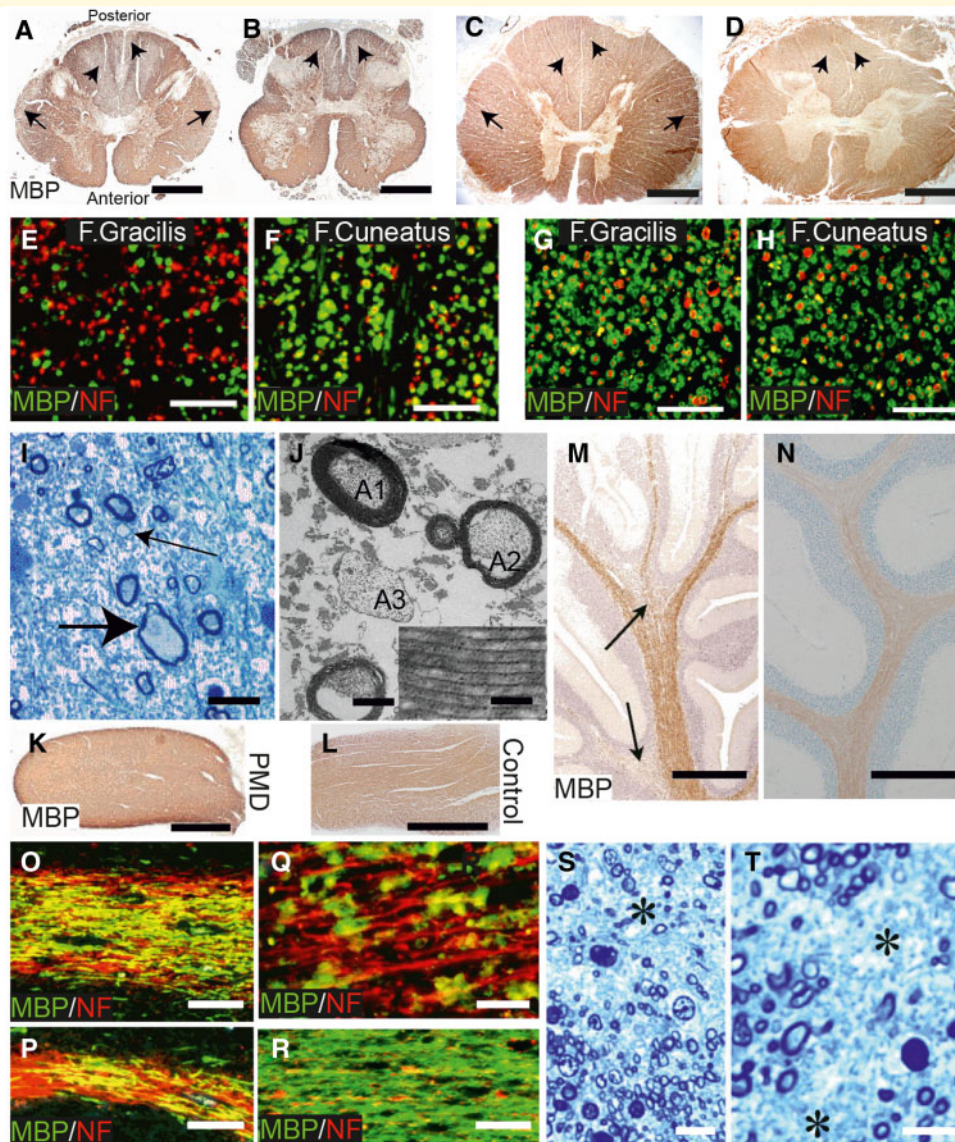 A
Posterior
B
C
D
MBP
Anterior
E
F.Gracilis
F
F.Cuneatus
G
F.Gracilis
H
F.Cuneatus
MBP/NF
MBP/NF
MBP/NF
MBP/NF
I
J
A1
A2
A3
M
N
K
PMD
L
Control
MBP
MBP
O
Q
S
T
MBP/NF
MBP/NF
P
R
MBP/NF
MBP/NF